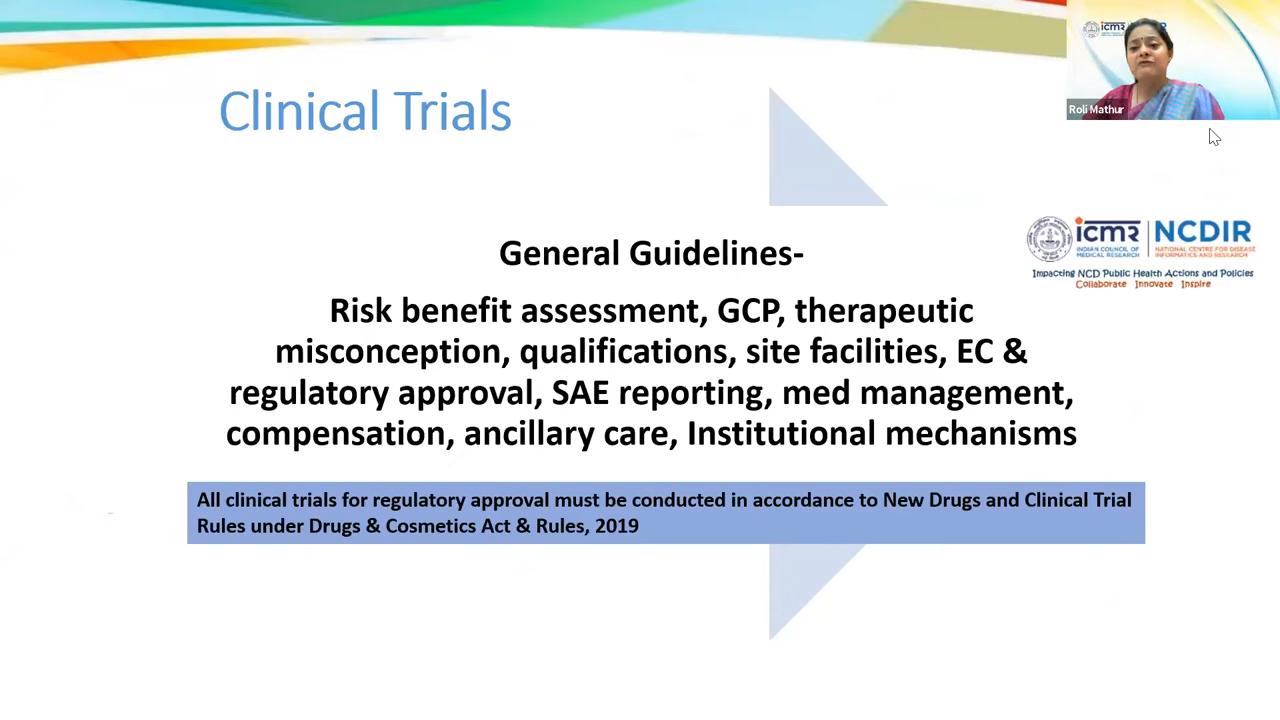 Clinical Trials
Roli Mathur
icmr
INDIAN COUNCIL OF
MEDICAL RESEARCH
NCDIR
NATIONAL CENTRE FOR DISEASE
INFORMATICS AND RESEARCH
Impacting NCD Public Health Actions and Policies
Collaborate Innovate Inspire
General Guidelines-
Risk benefit assessment, GCP, therapeutic
misconception, qualifications, site facilities, EC &
regulatory approval, SAE reporting, med management,
compensation, ancillary care, Institutional mechanisms
All clinical trials for regulatory approval must be conducted in accordance to New Drugs and Clinical Trial
Rules under Drugs & Cosmetics Act & Rules, 2019